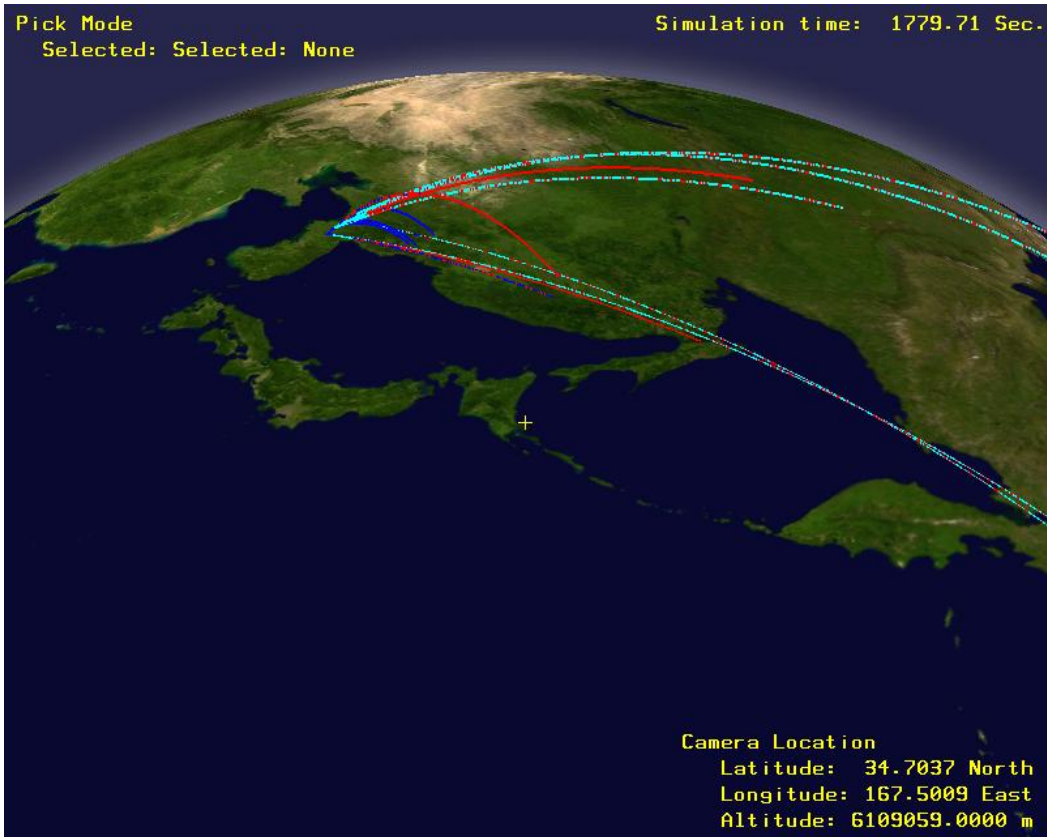 Pick Mode
Selected: Selected: None
Simulation time: 1779.71 Sec.
Camera Location
Latitude: 34.7037 North
Longitude: 167.5009 East
Altitude: 6109059.0000 m